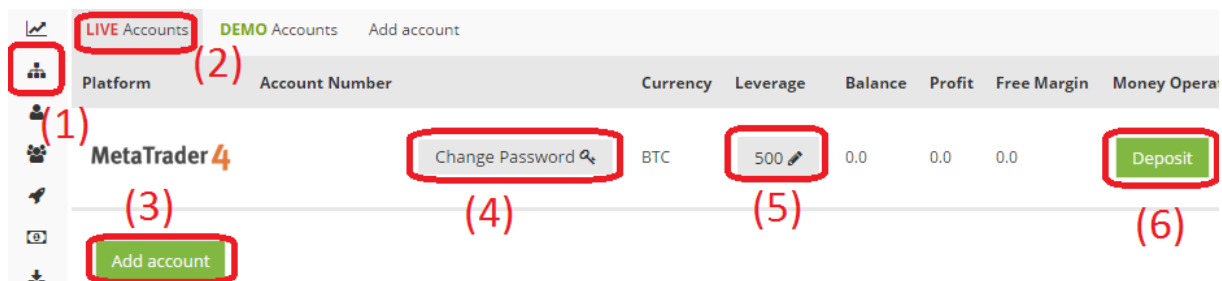 LIVE Accounts DEMO Accounts Add account
(2)
Platform Account Number Currency Leverage Balance Profit Free Margin Money Opera
(1)
MetaTrader 4 Change Password BTC 500 0.0 0.0 0.0 Deposit
(3) (4) (5) (6)
Add account